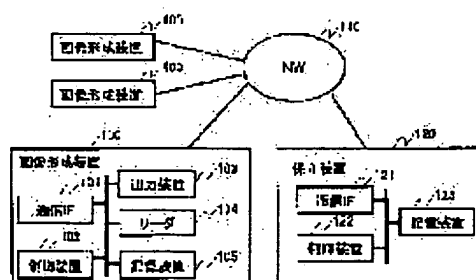 100
画像形成装置
110
NW
100
画像形成装置
100
画像形成装置
120
保守装置
101
通信IF
103
出力装置
104
リーダ
102
制御装置
105
記憶装置
121
通信IF
122
制御装置
123
記憶装置